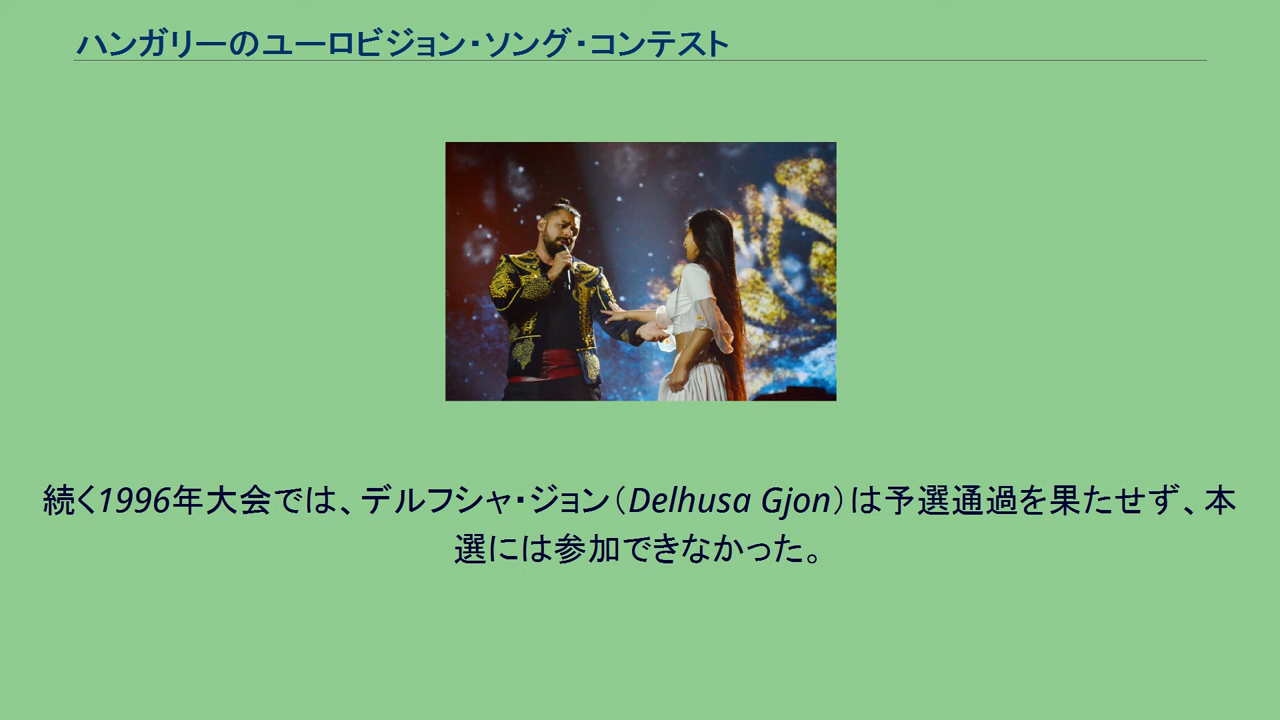 ハンガリーのユーロビジョン・ソング・コンテスト
続く1996年大会では、デルフシャ・ジョン（Delhusa Gjon）は予選通過を果たせず、本
選には参加できなかった。